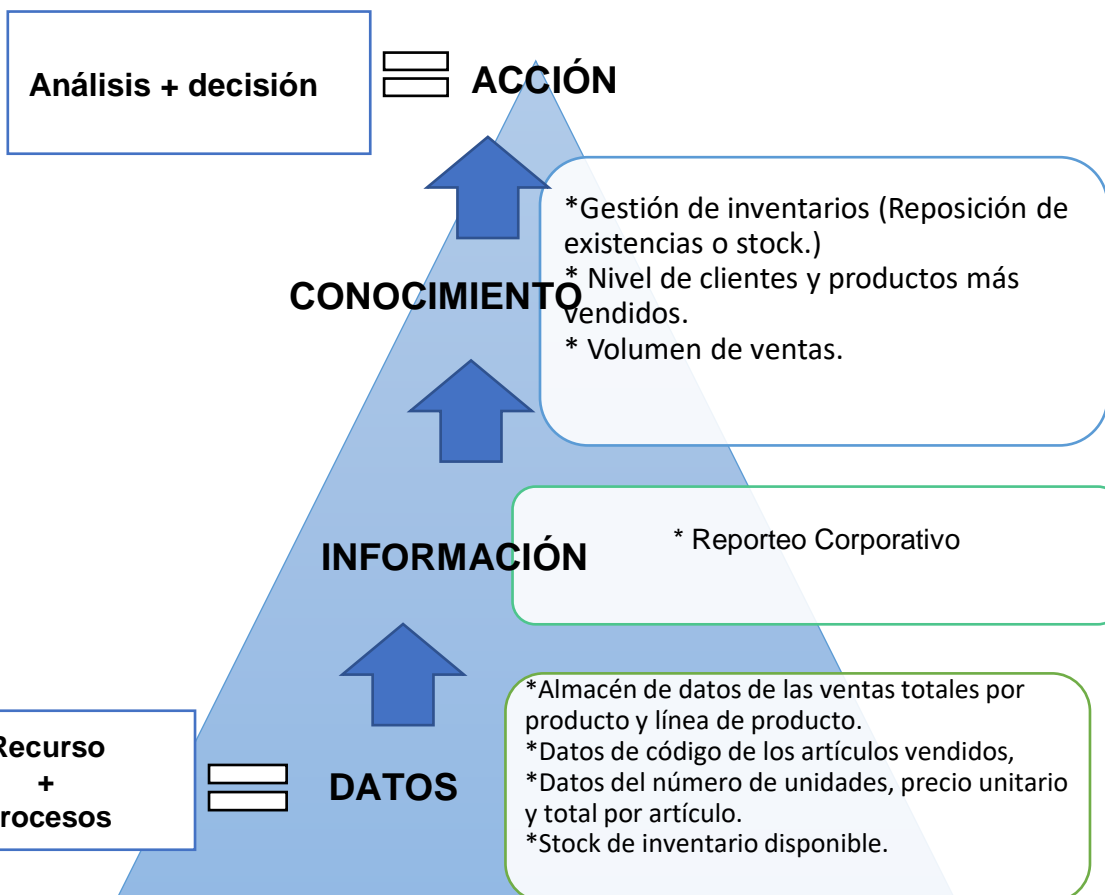 Análisis + decisión
ACCIÓN
*Gestión de inventarios (Reposición de
existencias o stock.)
* Nivel de clientes y productos más
vendidos.
* Volumen de ventas.
CONOCIMIENTO
* Reporteo Corporativo
INFORMACIÓN
*Almacén de datos de las ventas totales por
producto y línea de producto.
*Datos de código de los artículos vendidos,
*Datos del número de unidades, precio unitario
y total por artículo.
*Stock de inventario disponible.
Recurso
+
rocesos
DATOS